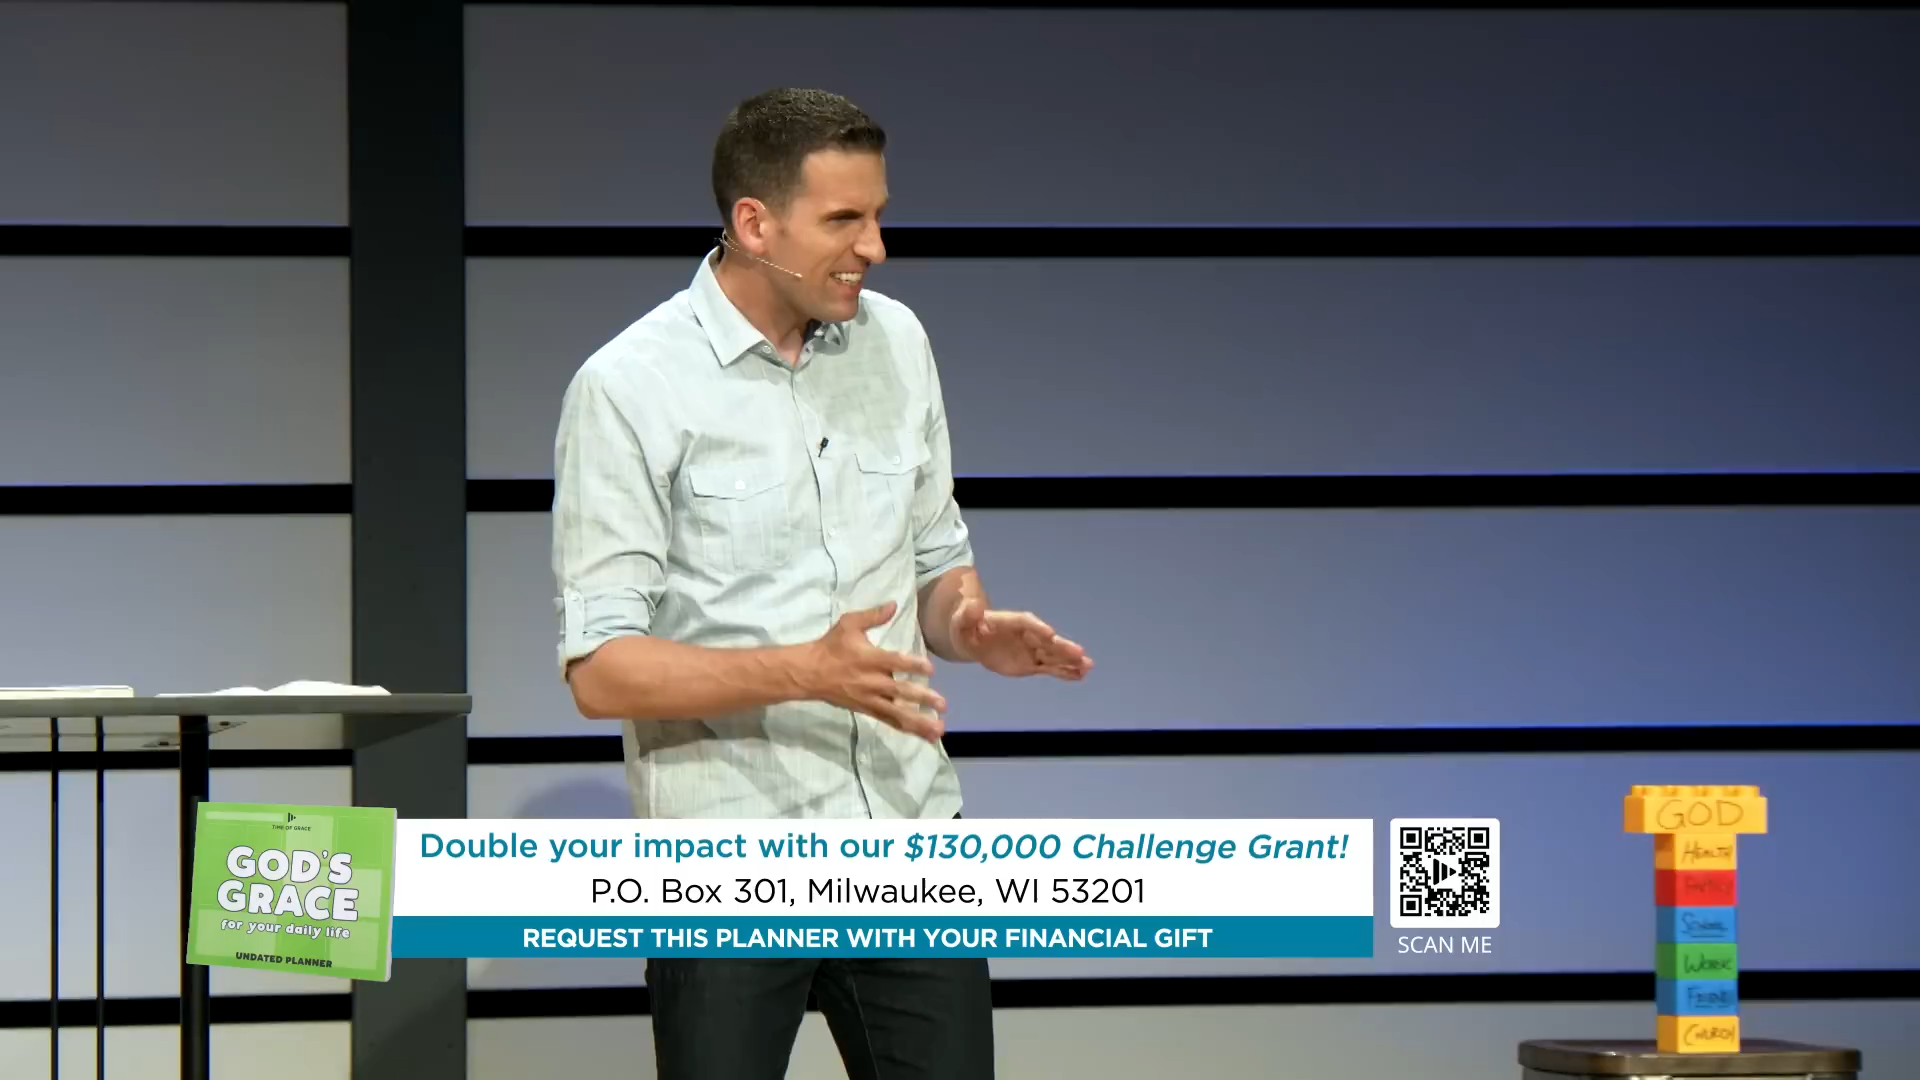 TIME OF GRACE
GOD'S
GRACE
for your daily life
UNDATED PLANNER
Double your impact with our $130,000 Challenge Grant!
P.O. Box 301, Milwaukee, WI 53201
REQUEST THIS PLANNER WITH YOUR FINANCIAL GIFT
SCAN ME
GOD
HEALTH
FAMILY
SCHOOL
WORK
FRIENDS
CHURCH